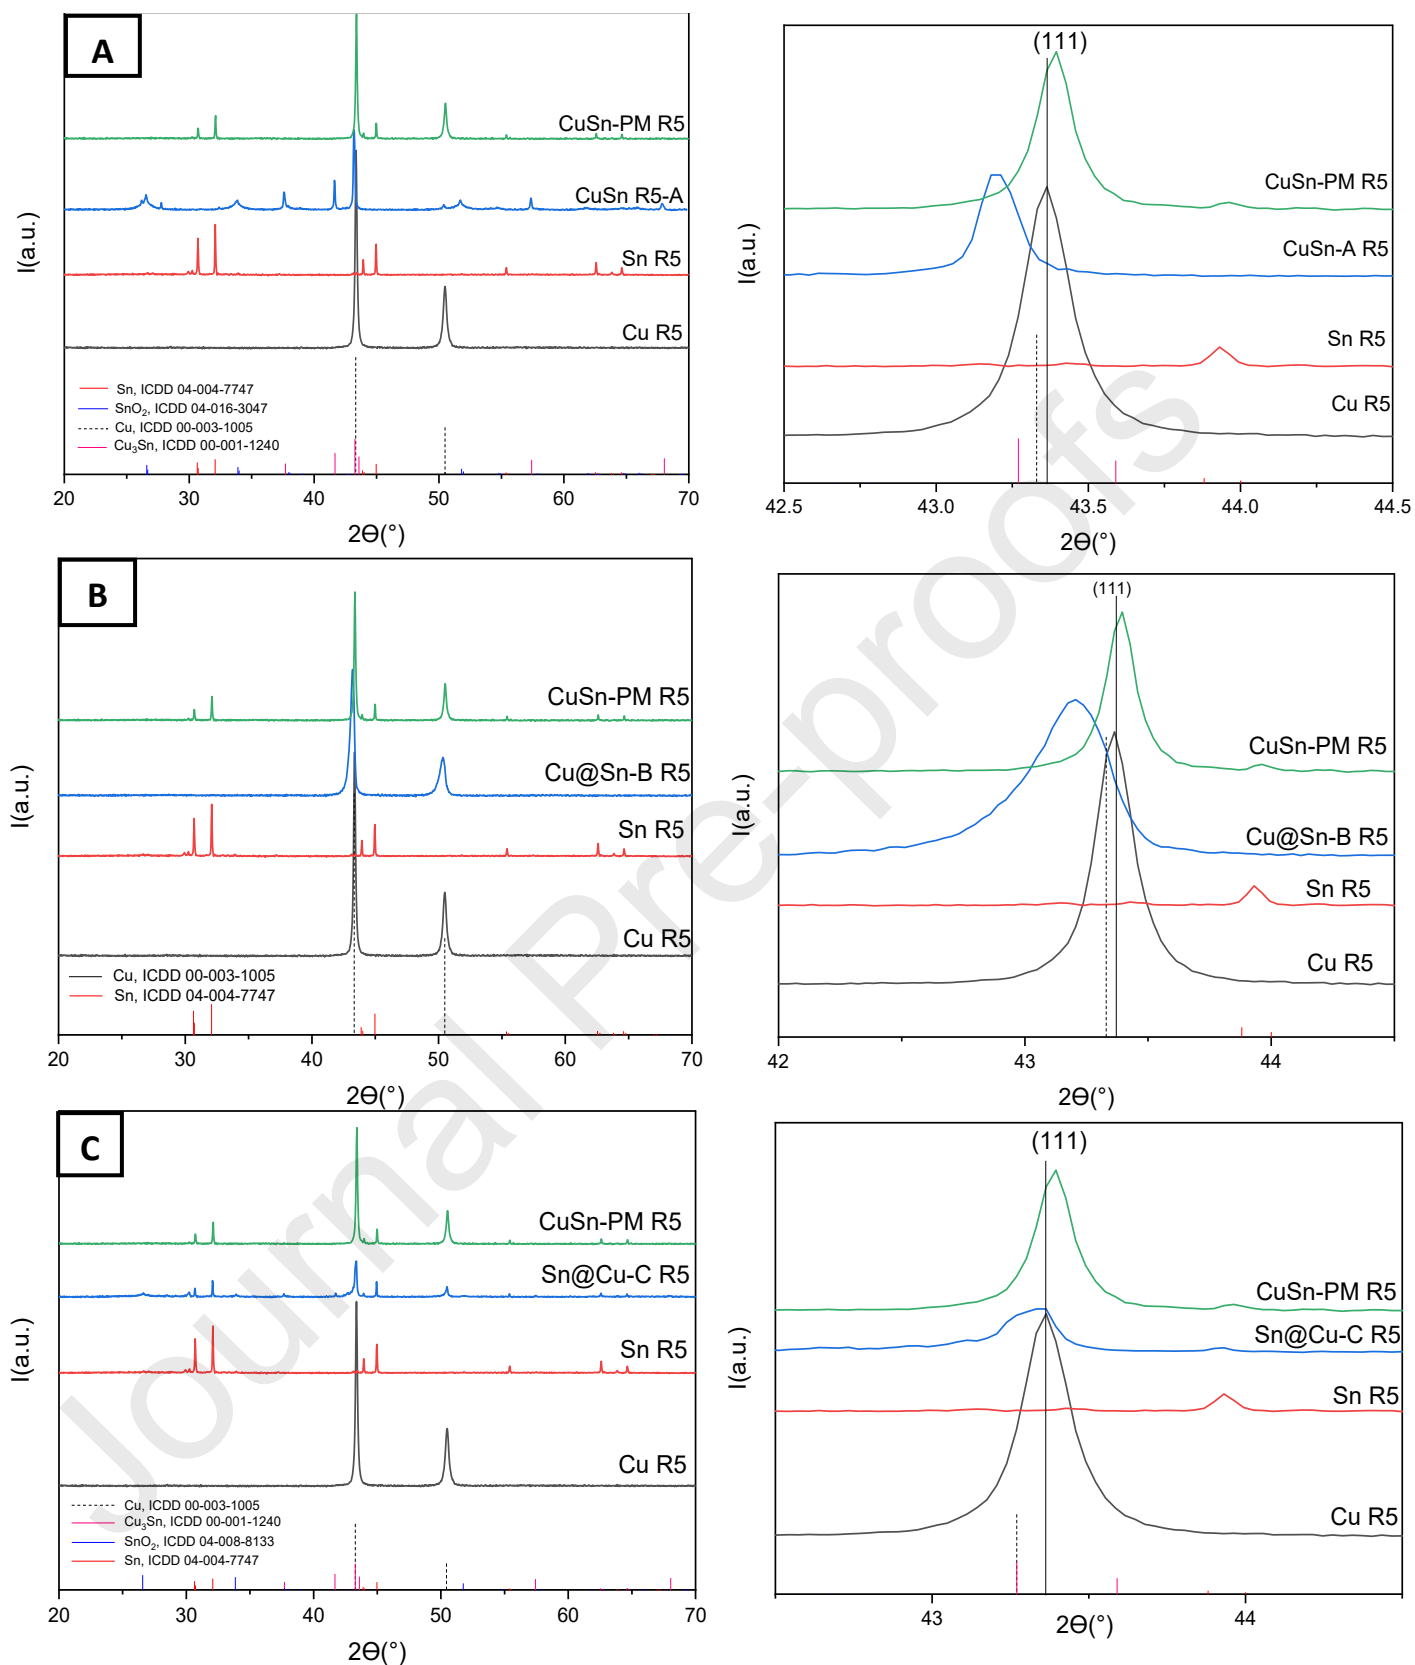 A
CuSn-PM R5
CuSn R5-A
Sn R5
Cu R5
I(a.u.)
Sn, ICDD 04-004-7747
SnO₂, ICDD 04-016-3047
Cu, ICDD 00-003-1005
Cu₃Sn, ICDD 00-001-1240
20 30 40 50 60 70
2Θ(°)
(111)
CuSn-PM R5
CuSn-A R5
Sn R5
Cu R5
I(a.u.)
42.5 43.0 43.5 44.0 44.5
2Θ(°)
B
CuSn-PM R5
Cu@Sn-B R5
Sn R5
Cu R5
I(a.u.)
Cu, ICDD 00-003-1005
Sn, ICDD 04-004-7747
20 30 40 50 60 70
2Θ(°)
(111)
CuSn-PM R5
Cu@Sn-B R5
Sn R5
Cu R5
I(a.u.)
42 43 44
2Θ(°)
C
CuSn-PM R5
Sn@Cu-C R5
Sn R5
Cu R5
I(a.u.)
Cu, ICDD 00-003-1005
Cu₃Sn, ICDD 00-001-1240
SnO₂, ICDD 04-008-8133
Sn, ICDD 04-004-7747
20 30 40 50 60 70
2Θ(°)
(111)
CuSn-PM R5
Sn@Cu-C R5
Sn R5
Cu R5
I(a.u.)
43 44
2Θ(°)
Journal Pre-proofs